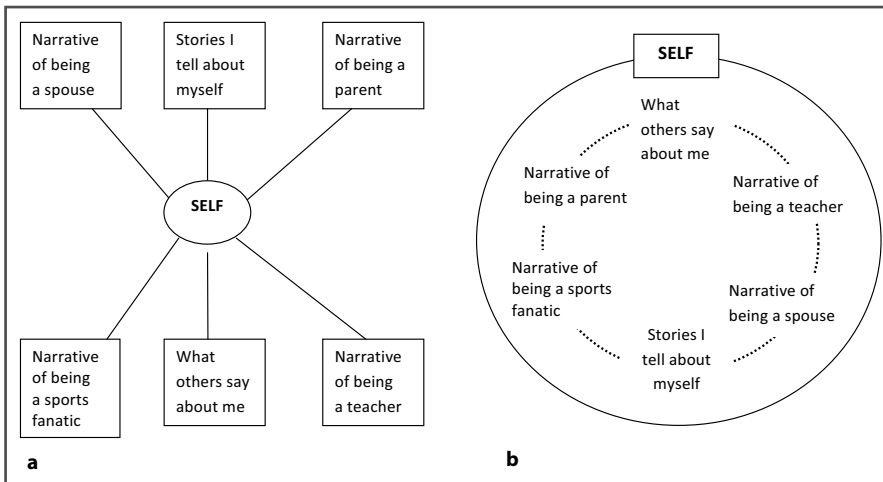 Narrative
of being
a spouse
Stories I
tell about
myself
Narrative
of being a
parent
SELF
Narrative
of being
a sports
fanatic
What
others say
about me
Narrative
of being
a teacher
a
SELF
What
others say
about me
Narrative of
being a parent
Narrative of
being a teacher
Narrative of
being a sports
fanatic
Narrative of
being a spouse
Stories I
tell about
myself
b